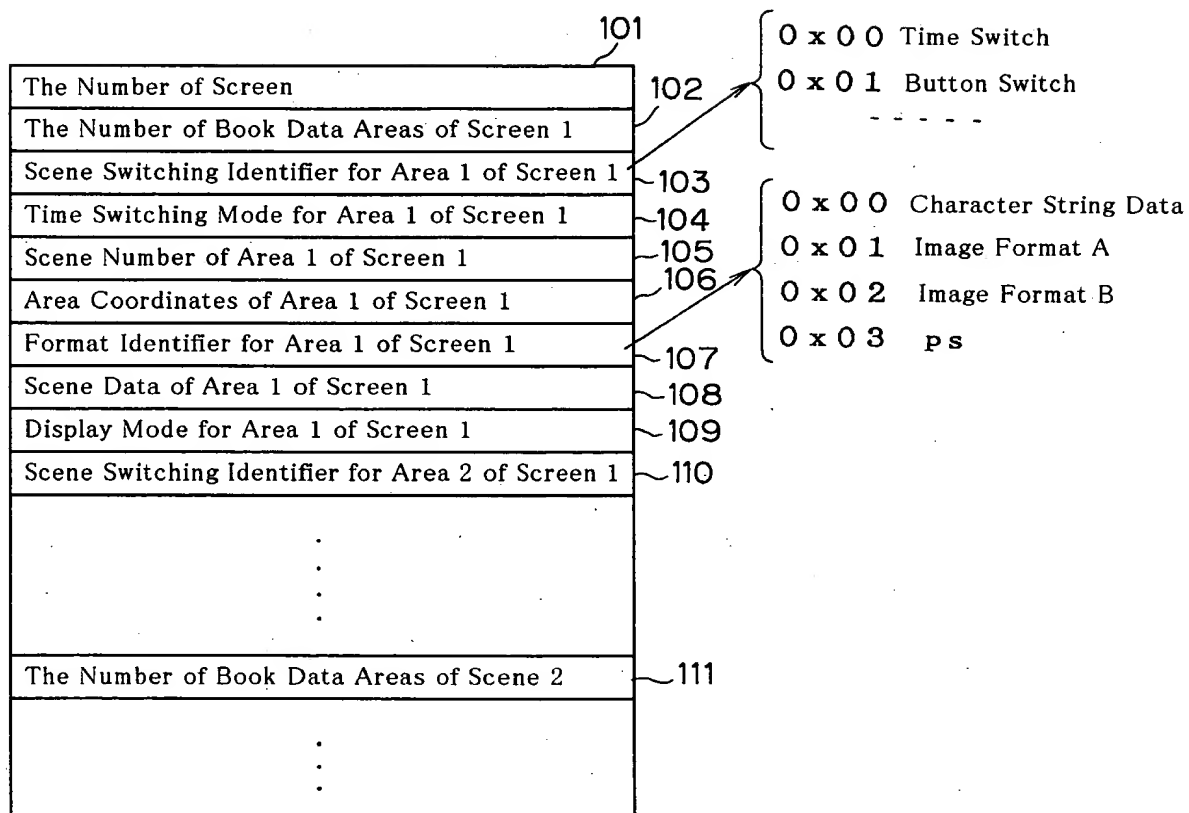 101
The Number of Screen
102
The Number of Book Data Areas of Screen 1
Scene Switching Identifier for Area 1 of Screen 1
103
Time Switching Mode for Area 1 of Screen 1
104
Scene Number of Area 1 of Screen 1
105
106
Area Coordinates of Area 1 of Screen 1
Format Identifier for Area 1 of Screen 1
107
Scene Data of Area 1 of Screen 1
108
Display Mode for Area 1 of Screen 1
109
Scene Switching Identifier for Area 2 of Screen 1
110
The Number of Book Data Areas of Scene 2
111
0x00 Time Switch
0x01 Button Switch
-----
0x00 Character String Data
0x01 Image Format A
0x02 Image Format B
0x03 ps